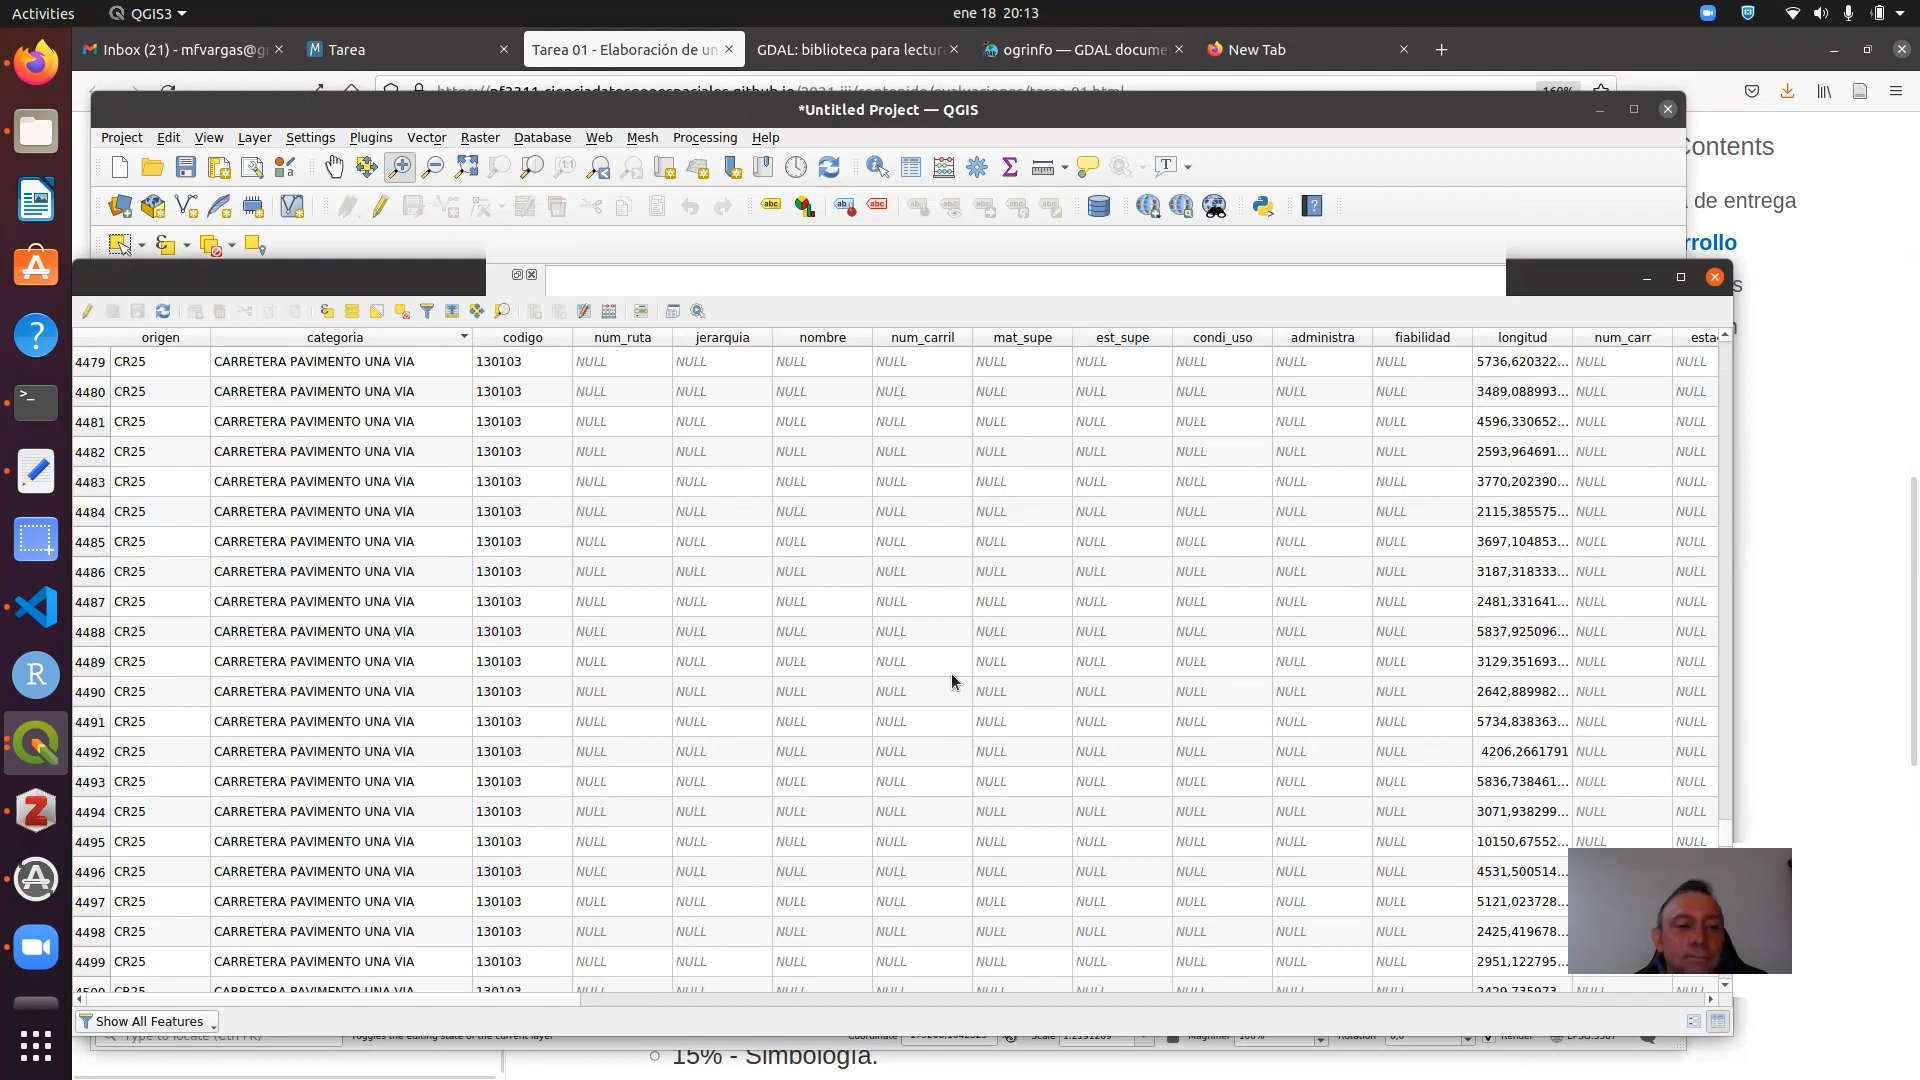 Activities QGIS3 ene 18 20:13
Inbox (21) - mfvargas@g Tarea Tarea 01 - Elaboración de un GDAL: biblioteca para lectura ogrinfo — GDAL docume New Tab
*Untitled Project — QGIS
Project Edit View Layer Settings Plugins Vector Raster Database Web Mesh Processing Help
Contents
de entrega
rrollo
origen categoria codigo num_ruta jerarquia nombre num_carril mat_supe est_supe condi_uso administra fiabilidad longitud num_carr esta
4479 CR25 CARRETERA PAVIMENTO UNA VIA 130103 NULL NULL NULL NULL NULL NULL NULL NULL NULL 5736,620322... NULL NULL
4480 CR25 CARRETERA PAVIMENTO UNA VIA 130103 NULL NULL NULL NULL NULL NULL NULL NULL NULL 3489,088993... NULL NULL
4481 CR25 CARRETERA PAVIMENTO UNA VIA 130103 NULL NULL NULL NULL NULL NULL NULL NULL NULL 4596,330652... NULL NULL
4482 CR25 CARRETERA PAVIMENTO UNA VIA 130103 NULL NULL NULL NULL NULL NULL NULL NULL NULL 2593,964691... NULL NULL
4483 CR25 CARRETERA PAVIMENTO UNA VIA 130103 NULL NULL NULL NULL NULL NULL NULL NULL NULL 3770,202390... NULL NULL
4484 CR25 CARRETERA PAVIMENTO UNA VIA 130103 NULL NULL NULL NULL NULL NULL NULL NULL NULL 2115,385575... NULL NULL
4485 CR25 CARRETERA PAVIMENTO UNA VIA 130103 NULL NULL NULL NULL NULL NULL NULL NULL NULL 3697,104853... NULL NULL
4486 CR25 CARRETERA PAVIMENTO UNA VIA 130103 NULL NULL NULL NULL NULL NULL NULL NULL NULL 3187,318333... NULL NULL
4487 CR25 CARRETERA PAVIMENTO UNA VIA 130103 NULL NULL NULL NULL NULL NULL NULL NULL NULL 2481,331641... NULL NULL
4488 CR25 CARRETERA PAVIMENTO UNA VIA 130103 NULL NULL NULL NULL NULL NULL NULL NULL NULL 5837,925096... NULL NULL
4489 CR25 CARRETERA PAVIMENTO UNA VIA 130103 NULL NULL NULL NULL NULL NULL NULL NULL NULL 3129,351693... NULL NULL
4490 CR25 CARRETERA PAVIMENTO UNA VIA 130103 NULL NULL NULL NULL NULL NULL NULL NULL NULL 2642,889982... NULL NULL
4491 CR25 CARRETERA PAVIMENTO UNA VIA 130103 NULL NULL NULL NULL NULL NULL NULL NULL NULL 5734,838363... NULL NULL
4492 CR25 CARRETERA PAVIMENTO UNA VIA 130103 NULL NULL NULL NULL NULL NULL NULL NULL NULL 4206,2661791 NULL NULL
4493 CR25 CARRETERA PAVIMENTO UNA VIA 130103 NULL NULL NULL NULL NULL NULL NULL NULL NULL 5836,738461... NULL NULL
4494 CR25 CARRETERA PAVIMENTO UNA VIA 130103 NULL NULL NULL NULL NULL NULL NULL NULL NULL 3071,938299... NULL NULL
4495 CR25 CARRETERA PAVIMENTO UNA VIA 130103 NULL NULL NULL NULL NULL NULL NULL NULL NULL 10150,67552... NULL NULL
4496 CR25 CARRETERA PAVIMENTO UNA VIA 130103 NULL NULL NULL NULL NULL NULL NULL NULL NULL 4531,500514...
4497 CR25 CARRETERA PAVIMENTO UNA VIA 130103 NULL NULL NULL NULL NULL NULL NULL NULL NULL 5121,023728...
4498 CR25 CARRETERA PAVIMENTO UNA VIA 130103 NULL NULL NULL NULL NULL NULL NULL NULL NULL 2425,419678...
4499 CR25 CARRETERA PAVIMENTO UNA VIA 130103 NULL NULL NULL NULL NULL NULL NULL NULL NULL 2951,122795...
4500 CR25 CARRETERA PAVIMENTO UNA VIA 130103 NULL NULL NULL NULL NULL NULL NULL NULL NULL 2429,735973... NULL NULL
Show All Features
15% - Simbología.